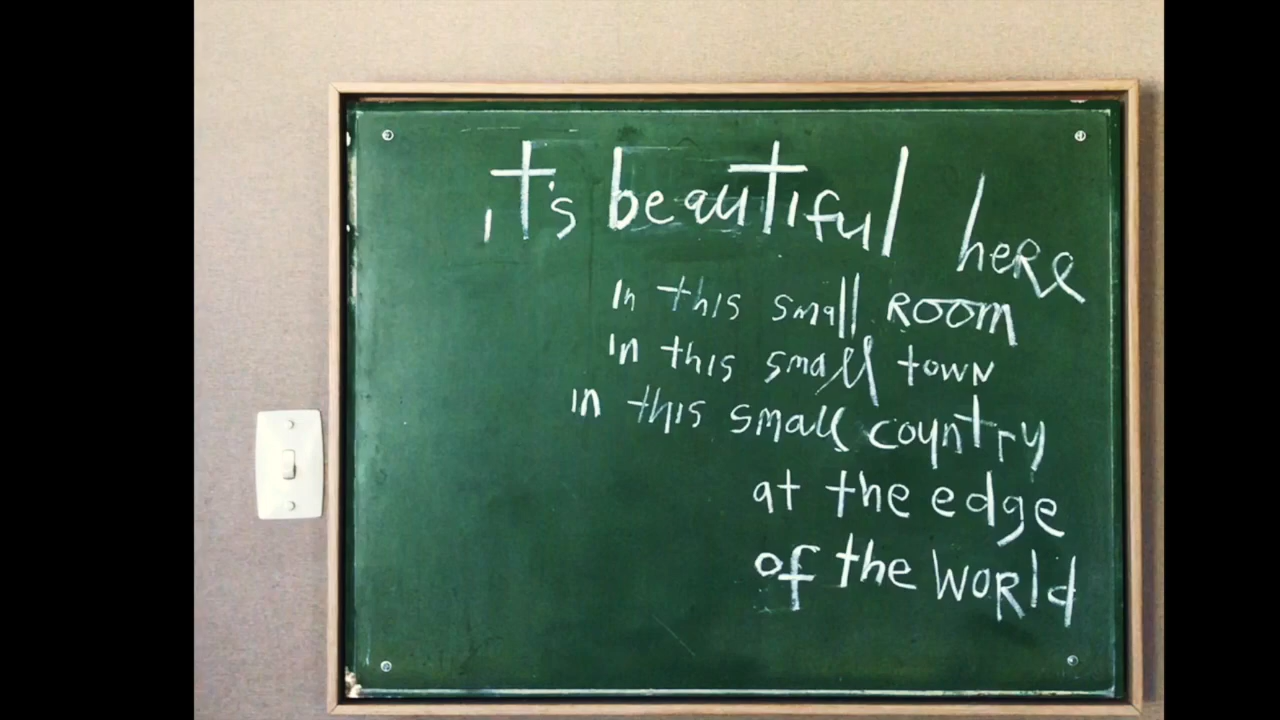 it's beautiful here
in this small ROOM
in this small town
in this small country
at the edge
of the WORld